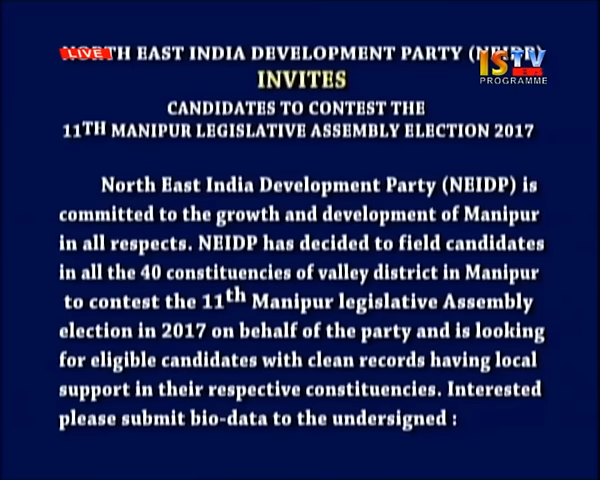 LIVE
NORTH EAST INDIA DEVELOPMENT PARTY (NEIDP)
ISTV
PROGRAMME
INVITES
CANDIDATES TO CONTEST THE
11TH MANIPUR LEGISLATIVE ASSEMBLY ELECTION 2017
North East India Development Party (NEIDP) is
committed to the growth and development of Manipur
in all respects. NEIDP has decided to field candidates
in all the 40 constituencies of valley district in Manipur
to contest the 11th Manipur legislative Assembly
election in 2017 on behalf of the party and is looking
for eligible candidates with clean records having local
support in their respective constituencies. Interested
please submit bio-data to the undersigned :